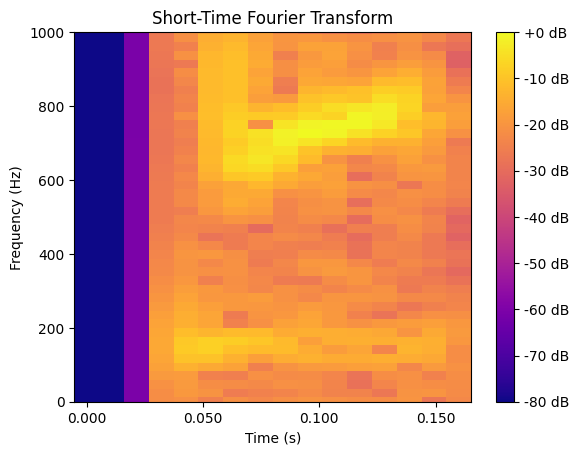 Short-Time Fourier Transform
Frequency (Hz)
1000
800
600
400
200
0
0.000
0.050
0.100
0.150
Time (s)
+0 dB
-10 dB
-20 dB
-30 dB
-40 dB
-50 dB
-60 dB
-70 dB
-80 dB